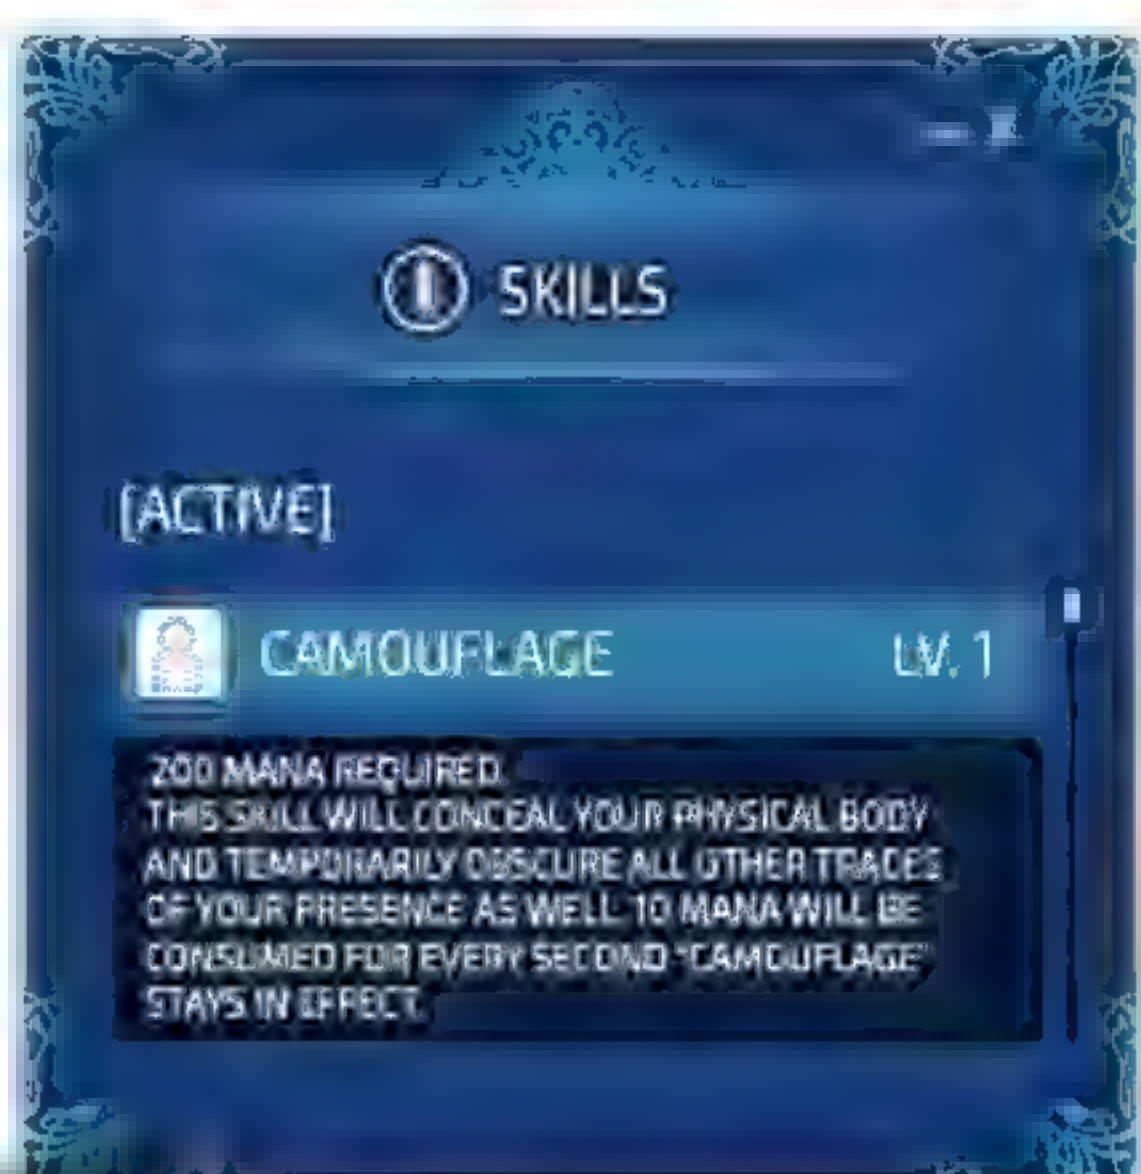 SKILLS
[ACTIVE]
CAMOUFLAGE LV. 1
200 MANA REQUIRED.
THIS SKILL WILL CONCEAL YOUR PHYSICAL BODY
AND TEMPORARILY OBSCURE ALL OTHER TRACES
OF YOUR PRESENCE AS WELL. 10 MANA WILL BE
CONSUMED FOR EVERY SECOND "CAMOUFLAGE"
STAYS IN EFFECT.